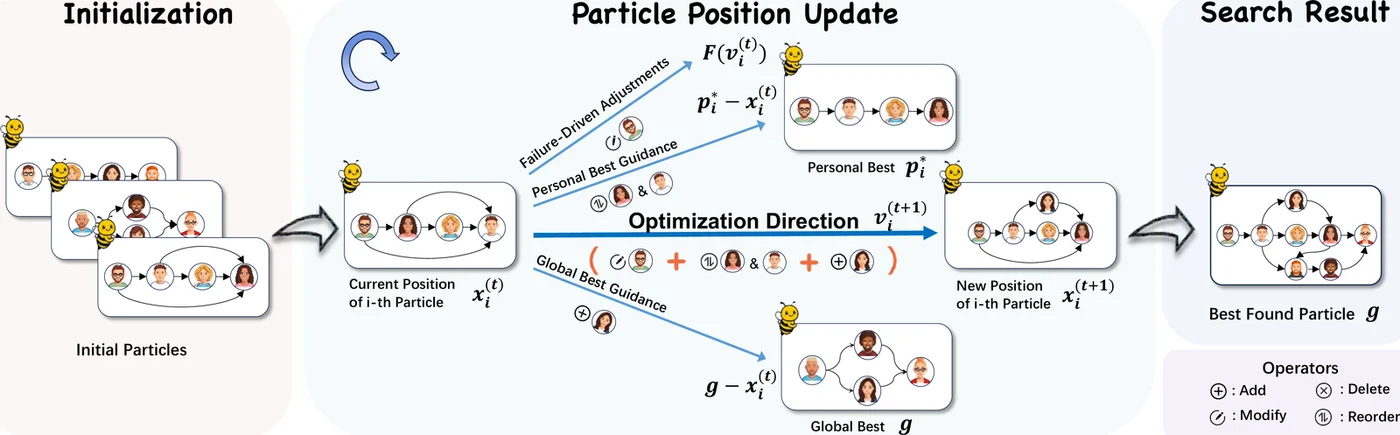 Initialization
Initial Particles
Particle Position Update
Current Position
of i-th Particle x_i^{(t)}
Failure-Driven Adjustments
F(v_i^{(t)})
Personal Best Guidance
&
p_i^* − x_i^{(t)}
Personal Best p_i^*
Optimization Direction v_i^{(t+1)}
( + & + )
Global Best Guidance
g − x_i^{(t)}
Global Best g
New Position
of i-th Particle x_i^{(t+1)}
Search Result
Best Found Particle g
Operators
: Add
: Delete
: Modify
: Reorder